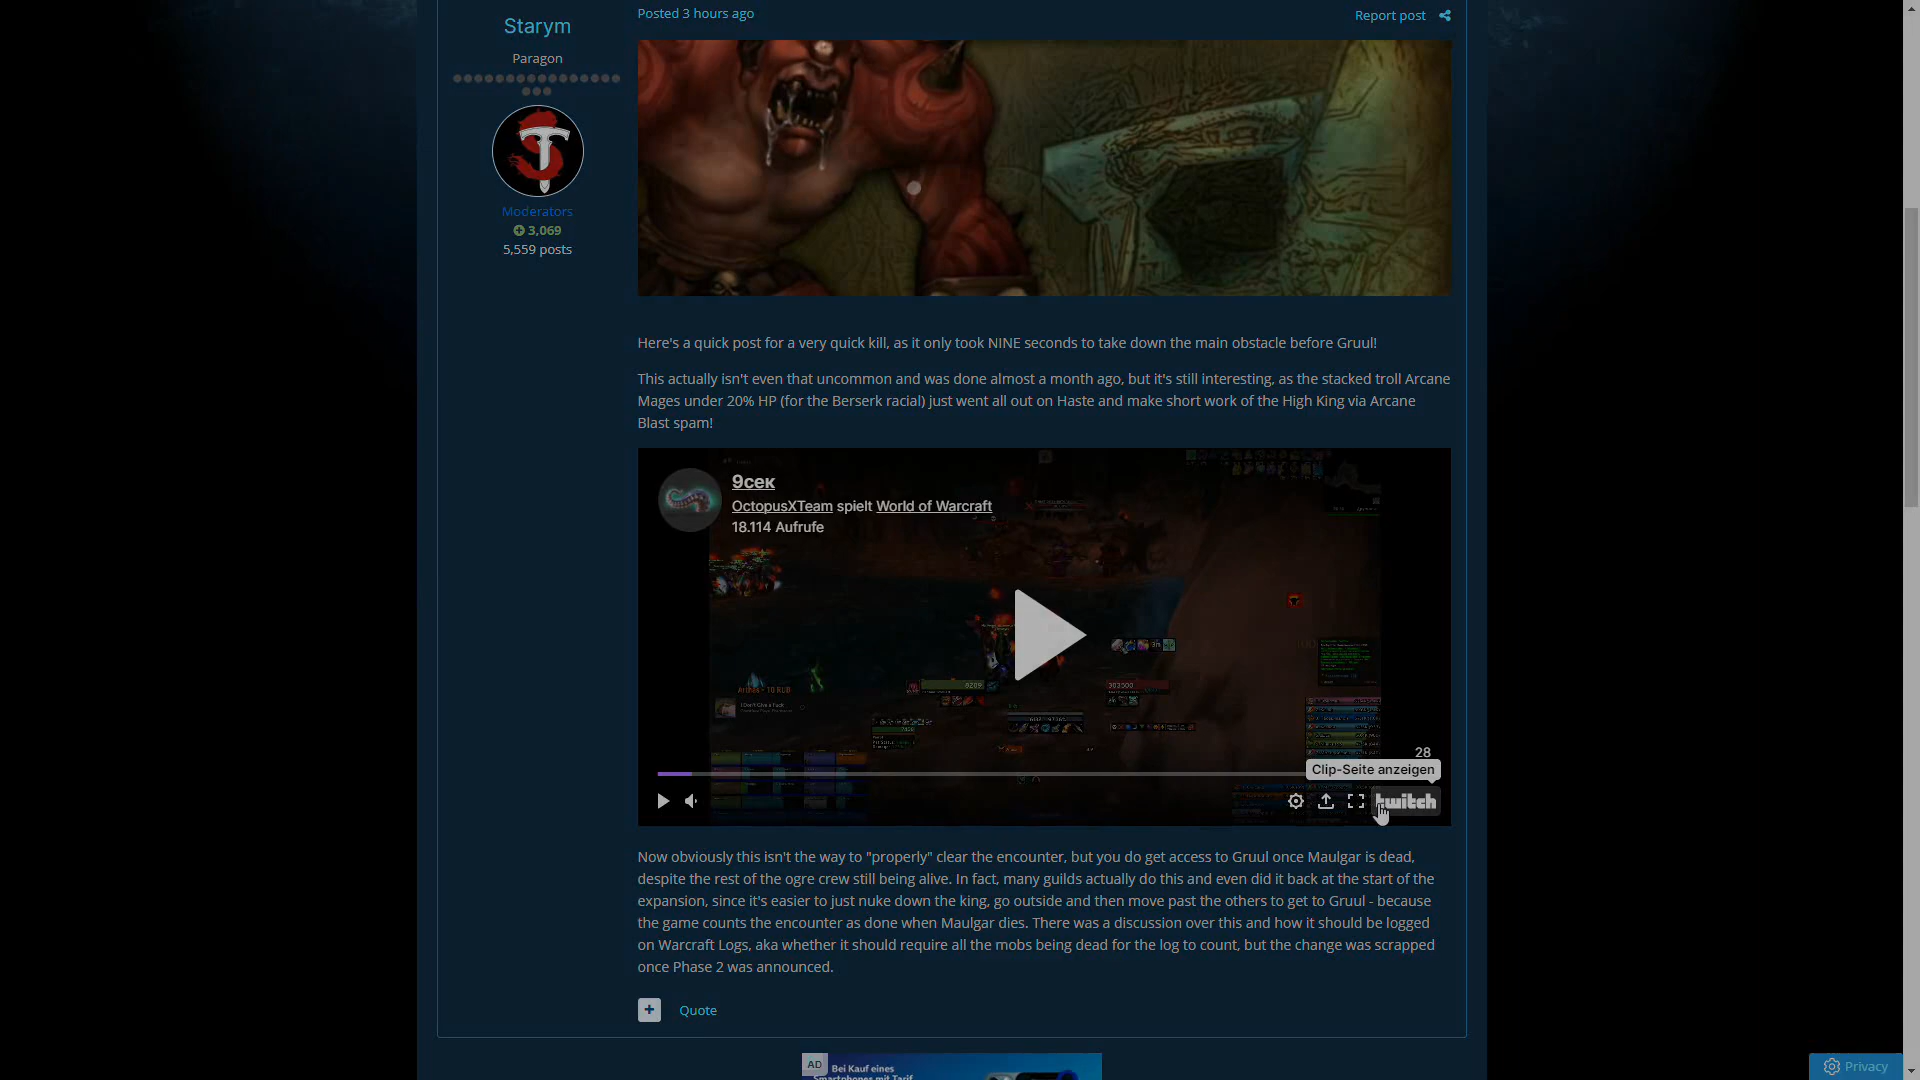 Starym
Paragon
Moderators
3,069
5,559 posts
Posted 3 hours ago
Report post
Here's a quick post for a very quick kill, as it only took NINE seconds to take down the main obstacle before Gruul!
This actually isn't even that uncommon and was done almost a month ago, but it's still interesting, as the stacked troll Arcane
Mages under 20% HP (for the Berserk racial) just went all out on Haste and make short work of the High King via Arcane
Blast spam!
9сек
OctopusXTeam spielt World of Warcraft
18.114 Aufrufe
28
Clip-Seite anzeigen
twitch
Now obviously this isn't the way to "properly" clear the encounter, but you do get access to Gruul once Maulgar is dead,
despite the rest of the ogre crew still being alive. In fact, many guilds actually do this and even did it back at the start of the
expansion, since it's easier to just nuke down the king, go outside and then move past the others to get to Gruul - because
the game counts the encounter as done when Maulgar dies. There was a discussion over this and how it should be logged
on Warcraft Logs, aka whether it should require all the mobs being dead for the log to count, but the change was scrapped
once Phase 2 was announced.
+ Quote
AD
Bei Kauf eines
Smartphones mit Tarif
Privacy